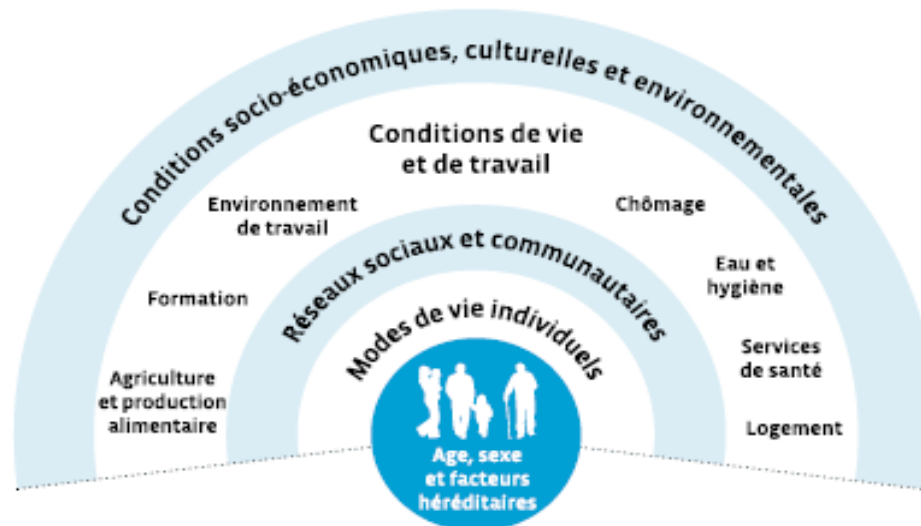 Conditions socio-économiques, culturelles et environnementales
Conditions de vie
et de travail
Environnement
de travail
Chômage
Formation
Eau et
hygiène
Agriculture
et production
alimentaire
Services
de santé
Logement
Réseaux sociaux et communautaires
Modes de vie individuels
Age, sexe
et facteurs
héréditaires